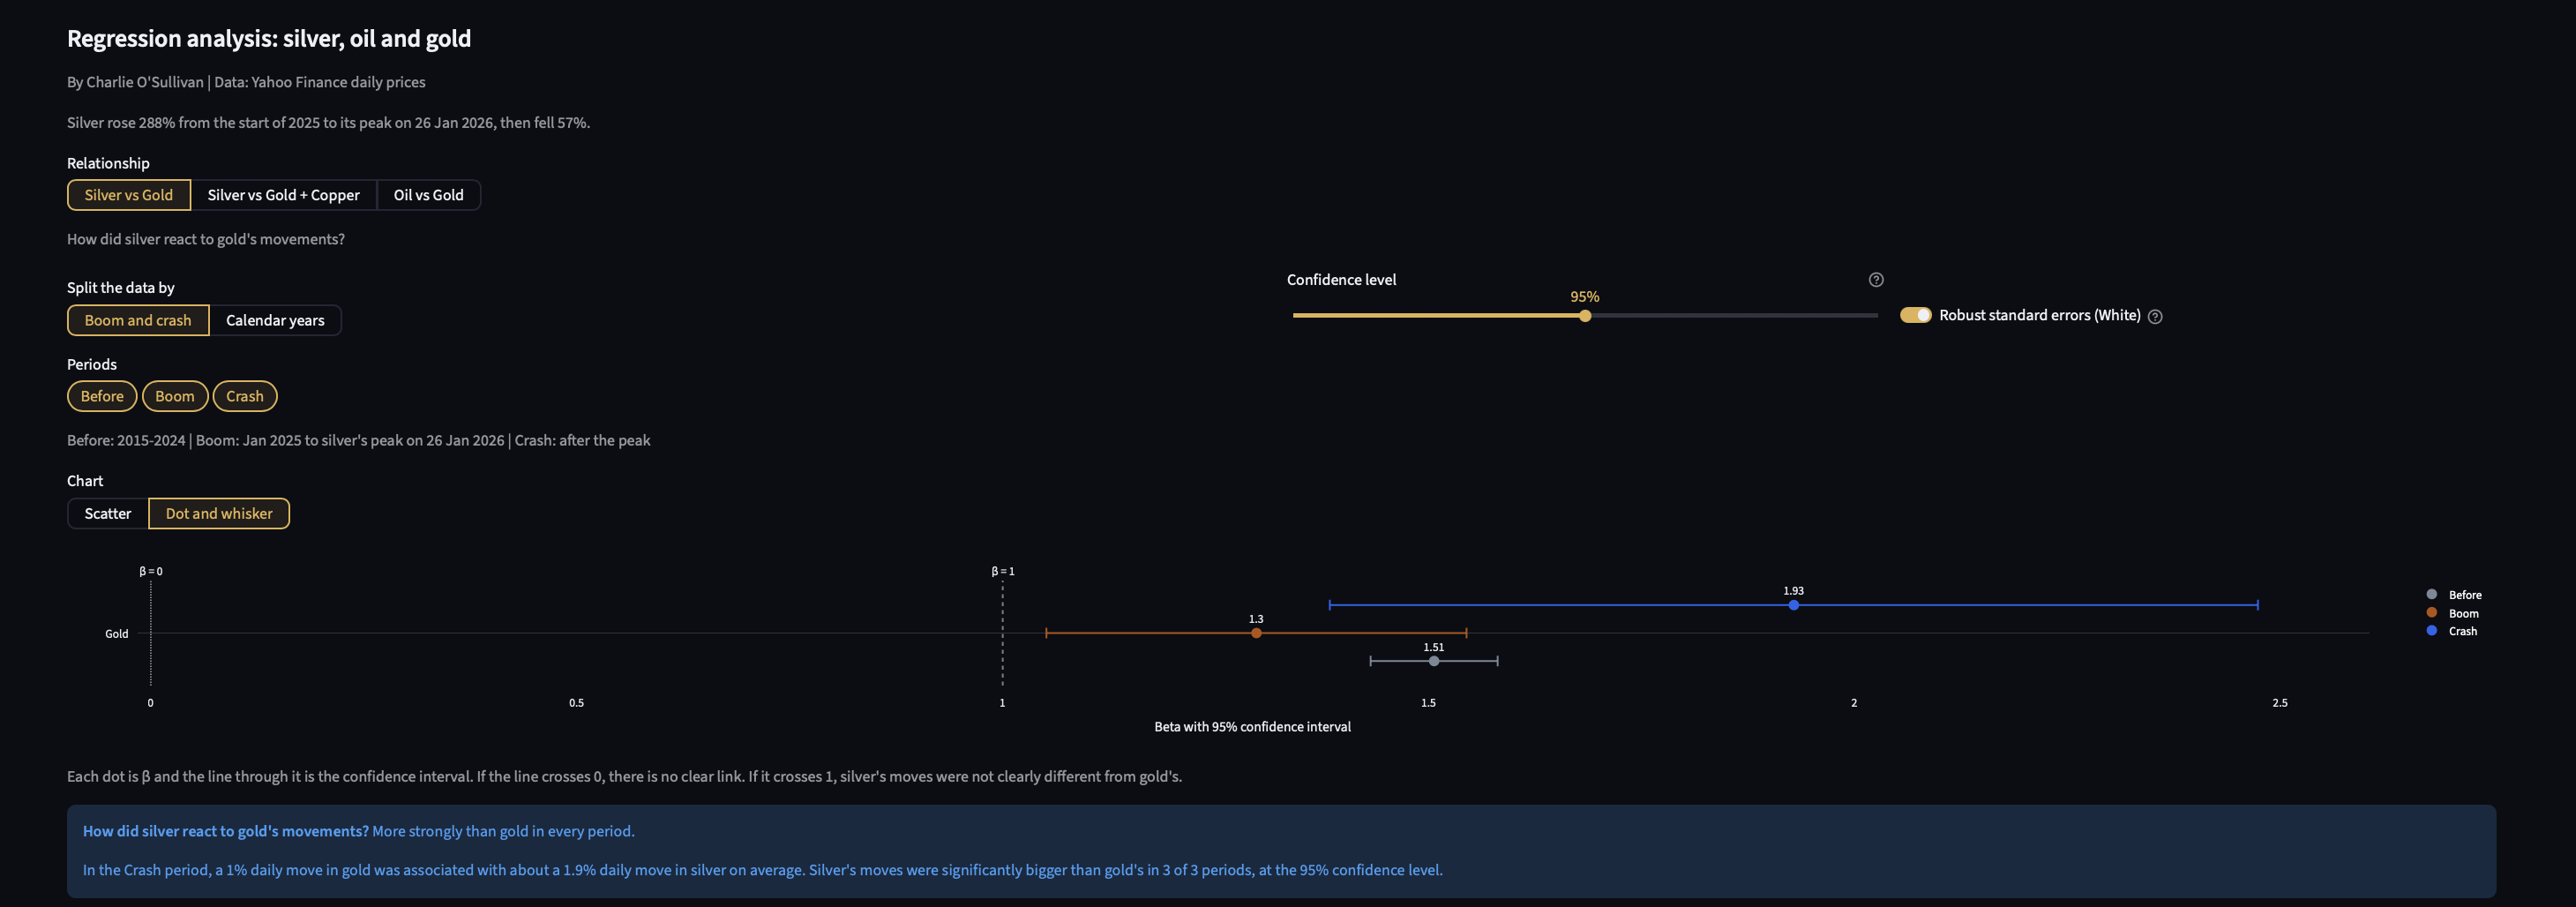 Regression analysis: silver, oil and gold
By Charlie O'Sullivan | Data: Yahoo Finance daily prices
Silver rose 288% from the start of 2025 to its peak on 26 Jan 2026, then fell 57%.
Relationship
Silver vs Gold
Silver vs Gold + Copper
Oil vs Gold
How did silver react to gold's movements?
Split the data by
Boom and crash
Calendar years
Confidence level
?
95%
Robust standard errors (White)
?
Periods
Before
Boom
Crash
Before: 2015-2024 | Boom: Jan 2025 to silver's peak on 26 Jan 2026 | Crash: after the peak
Chart
Scatter
Dot and whisker
β = 0
β = 1
1.93
1.3
1.51
Gold
Before
Boom
Crash
0
0.5
1
1.5
2
2.5
Beta with 95% confidence interval
Each dot is β and the line through it is the confidence interval. If the line crosses 0, there is no clear link. If it crosses 1, silver's moves were not clearly different from gold's.
How did silver react to gold's movements? More strongly than gold in every period.
In the Crash period, a 1% daily move in gold was associated with about a 1.9% daily move in silver on average. Silver's moves were significantly bigger than gold's in 3 of 3 periods, at the 95% confidence level.